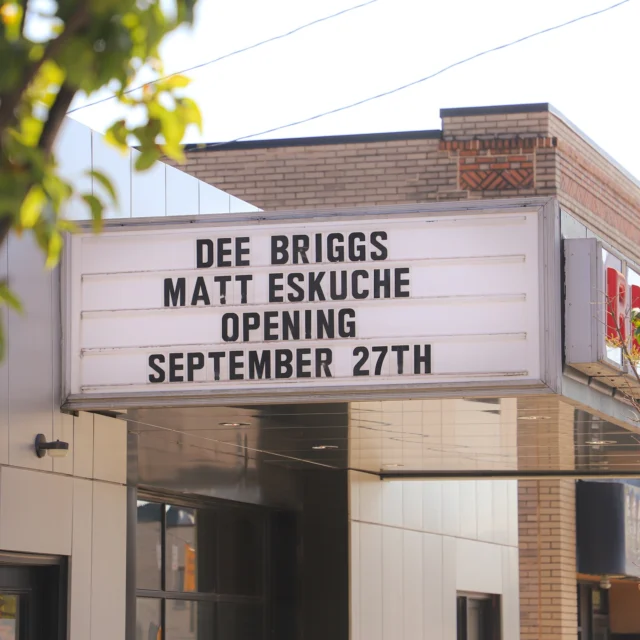 DEE BRIGGS
MATT ESKUCHE
OPENING
SEPTEMBER 27TH